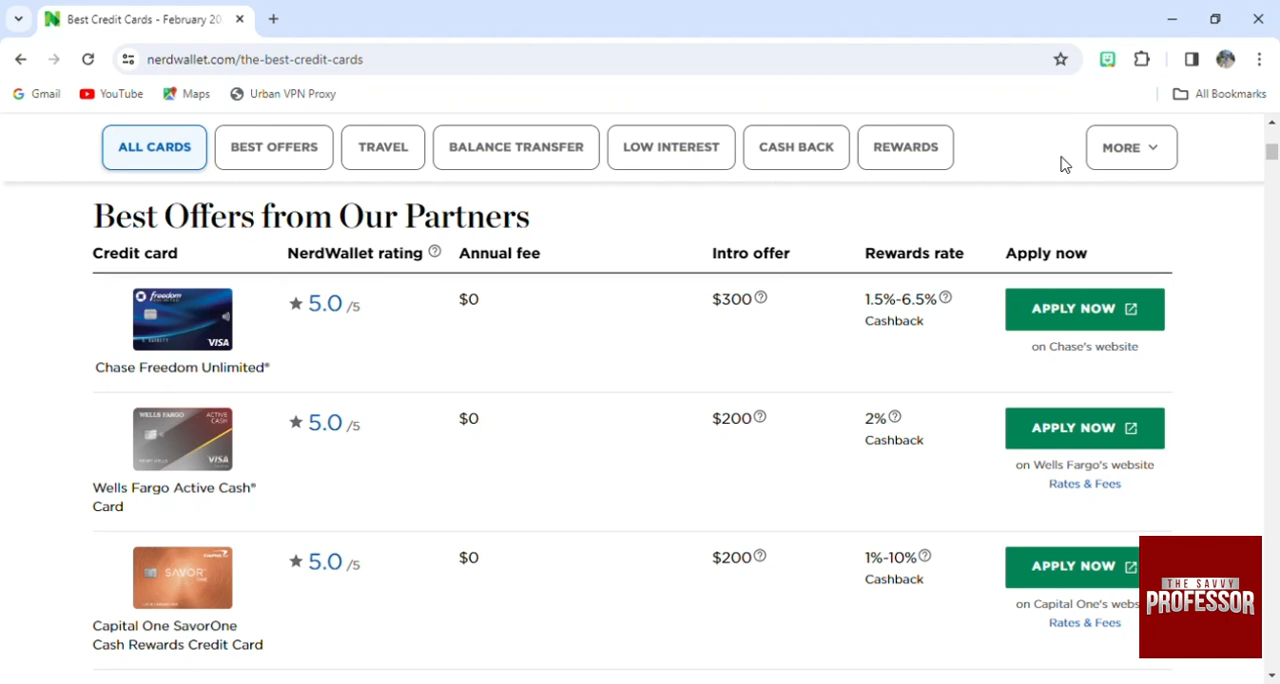 Best Credit Cards - February 20
nerdwallet.com/the-best-credit-cards
Gmail YouTube Maps Urban VPN Proxy All Bookmarks
ALL CARDS BEST OFFERS TRAVEL BALANCE TRANSFER LOW INTEREST CASH BACK REWARDS MORE
Best Offers from Our Partners
Credit card NerdWallet rating Annual fee Intro offer Rewards rate Apply now
freedom
VISA
Chase Freedom Unlimited®
5.0 /5
$0
$300
1.5%-6.5%
Cashback
APPLY NOW
on Chase's website
WELLS FARGO
ACTIVE
CASH
VISA
Wells Fargo Active Cash®
Card
5.0 /5
$0
$200
2%
Cashback
APPLY NOW
on Wells Fargo's website
Rates & Fees
Capital One
SAVOR
Capital One SavorOne
Cash Rewards Credit Card
5.0 /5
$0
$200
1%-10%
Cashback
APPLY NOW
on Capital One's webs
Rates & Fees
THE SAVVY
PROFESSOR